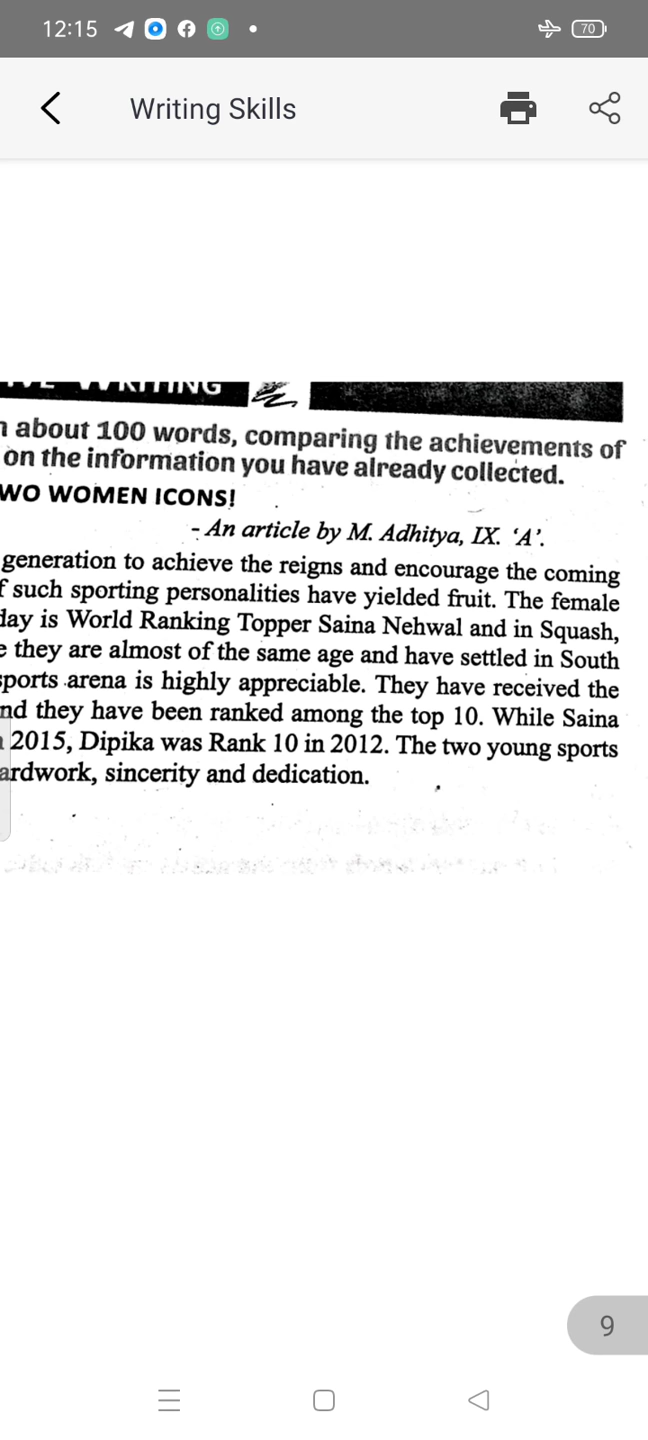 12:15
70
Writing Skills
WRITING
about 100 words, comparing the achievements of
on the information you have already collected.
WO WOMEN ICONS!
- An article by M. Adhitya, IX. ‘A’.
generation to achieve the reigns and encourage the coming
f such sporting personalities have yielded fruit. The female
day is World Ranking Topper Saina Nehwal and in Squash,
e they are almost of the same age and have settled in South
sports arena is highly appreciable. They have received the
nd they have been ranked among the top 10. While Saina
2015, Dipika was Rank 10 in 2012. The two young sports
ardwork, sincerity and dedication.
9